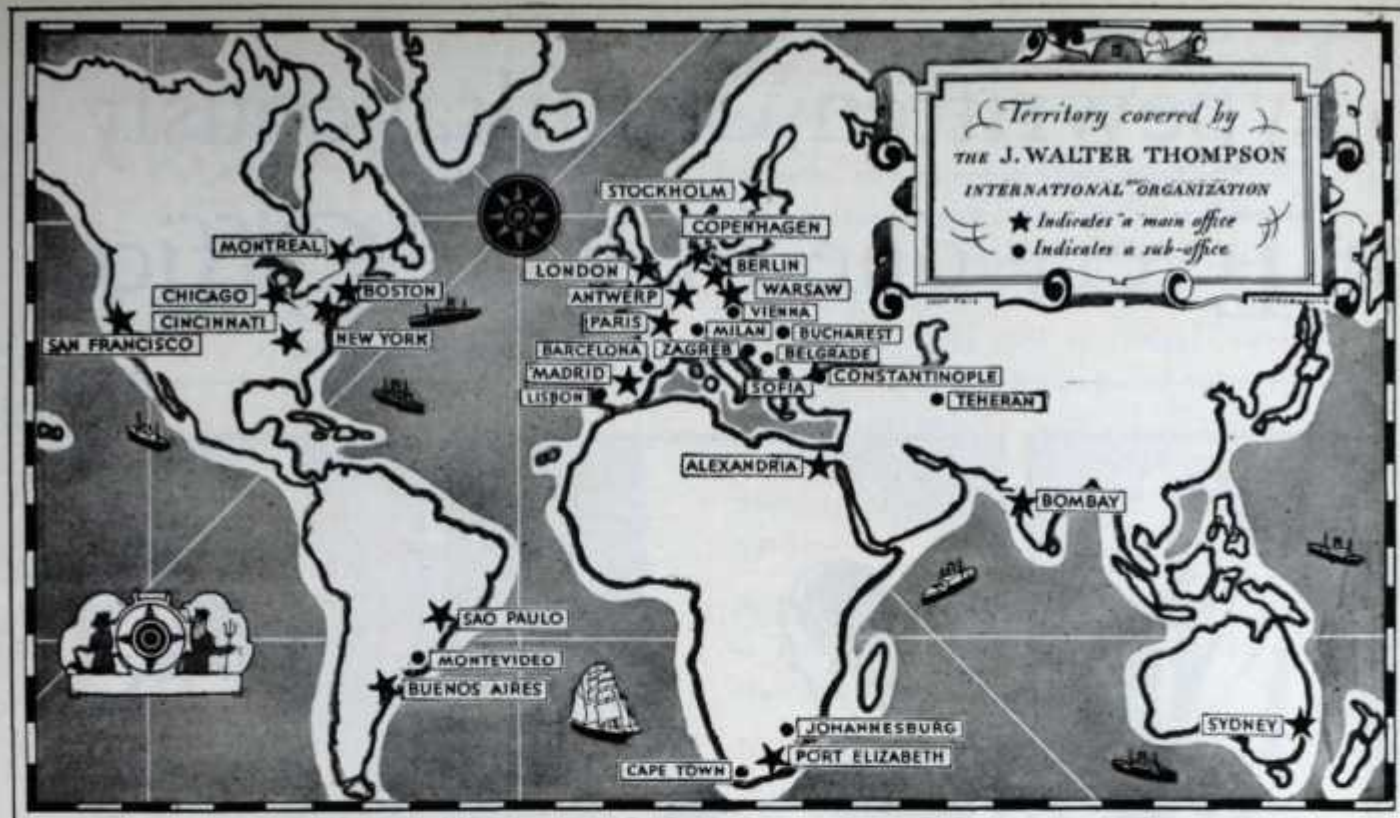 Territory covered by
THE J. WALTER THOMPSON
INTERNATIONAL ORGANIZATION
★ Indicates a main office
● Indicates a sub-office
STOCKHOLM
COPENHAGEN
MONTREAL
LONDON
BERLIN
CHICAGO
BOSTON
ANTWERP
WARSAW
CINCINNATI
VIENNA
PARIS
MILAN
BUCHAREST
SAN FRANCISCO
NEW YORK
BARCELONA
ZAGREB
BELGRADE
MADRID
SOFIA
CONSTANTINOPLE
LISBON
TEHERAN
ALEXANDRIA
BOMBAY
SAO PAULO
MONTEVIDEO
BUENOS AIRES
JOHANNESBURG
SYDNEY
PORT ELIZABETH
CAPE TOWN